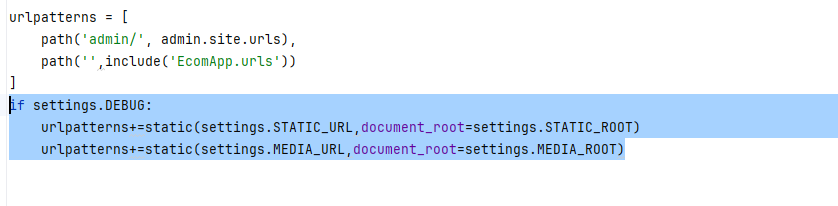 urlpatterns = [
    path('admin/', admin.site.urls),
    path('',include('EcomApp.urls'))
]
if settings.DEBUG:
    urlpatterns+=static(settings.STATIC_URL,document_root=settings.STATIC_ROOT)
    urlpatterns+=static(settings.MEDIA_URL,document_root=settings.MEDIA_ROOT)